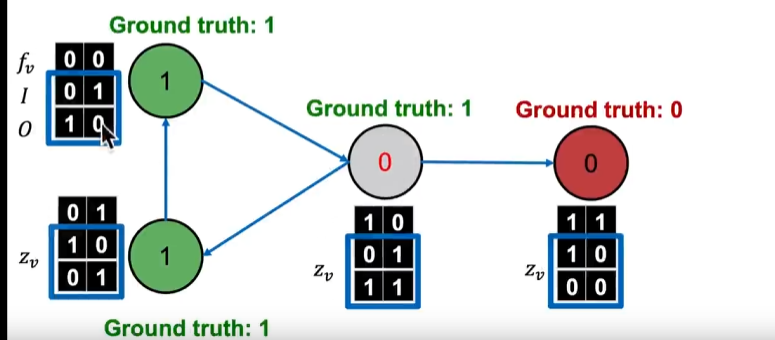 Ground truth: 1
f_v 0 0
I 0 1
O 1 0
1
Ground truth: 1
0
Ground truth: 0
0
0 1
z_v 1 0
0 1
1
1 0
z_v 0 1
1 1
1 1
z_v 1 0
0 0
Ground truth: 1